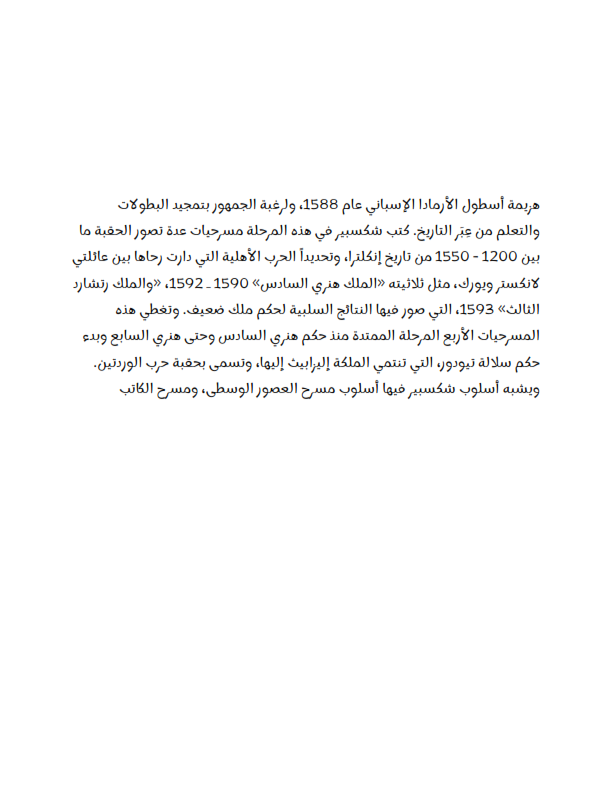 هزيمة أسطول الأرمادا الإسباني عام 1588، ولرغبة الجمهور بتمجيد البطولات
والتعلم من عِبَر التاريخ. كتب شكسبير في هذه المرحلة مسرحيات عدة تصور الحقبة ما
بين 1200 - 1550 من تاريخ إنكلترا، وتحديداً الحرب الأهلية التي دارت رحاها بين عائلتي
لانكستر ويورك، مثل ثلاثيته «الملك هنري السادس» 1590 ـ 1592، «والملك رتشارد
الثالث» 1593، التي صور فيها النتائج السلبية لحكم ملك ضعيف. وتغطي هذه
المسرحيات الأربع المرحلة الممتدة منذ حكم هنري السادس وحتى هنري السابع وبدء
حكم سلالة تيودور، التي تنتمي الملكة إليزابيث إليها، وتسمى بحقبة حرب الوردتين.
ويشبه أسلوب شكسبير فيها أسلوب مسرح العصور الوسطى، ومسرح الكاتب